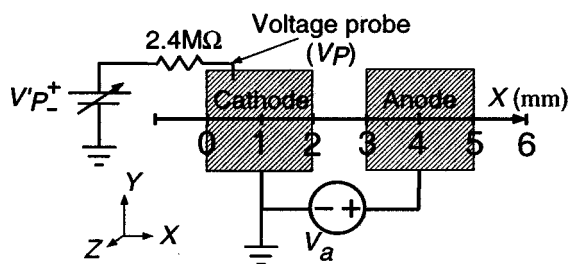 Voltage probe
(VP)
2.4MΩ
V'P
+
-
Cathode
Anode
X (mm)
0 1 2 3 4 5 6
- +
Va
Y
Z
X